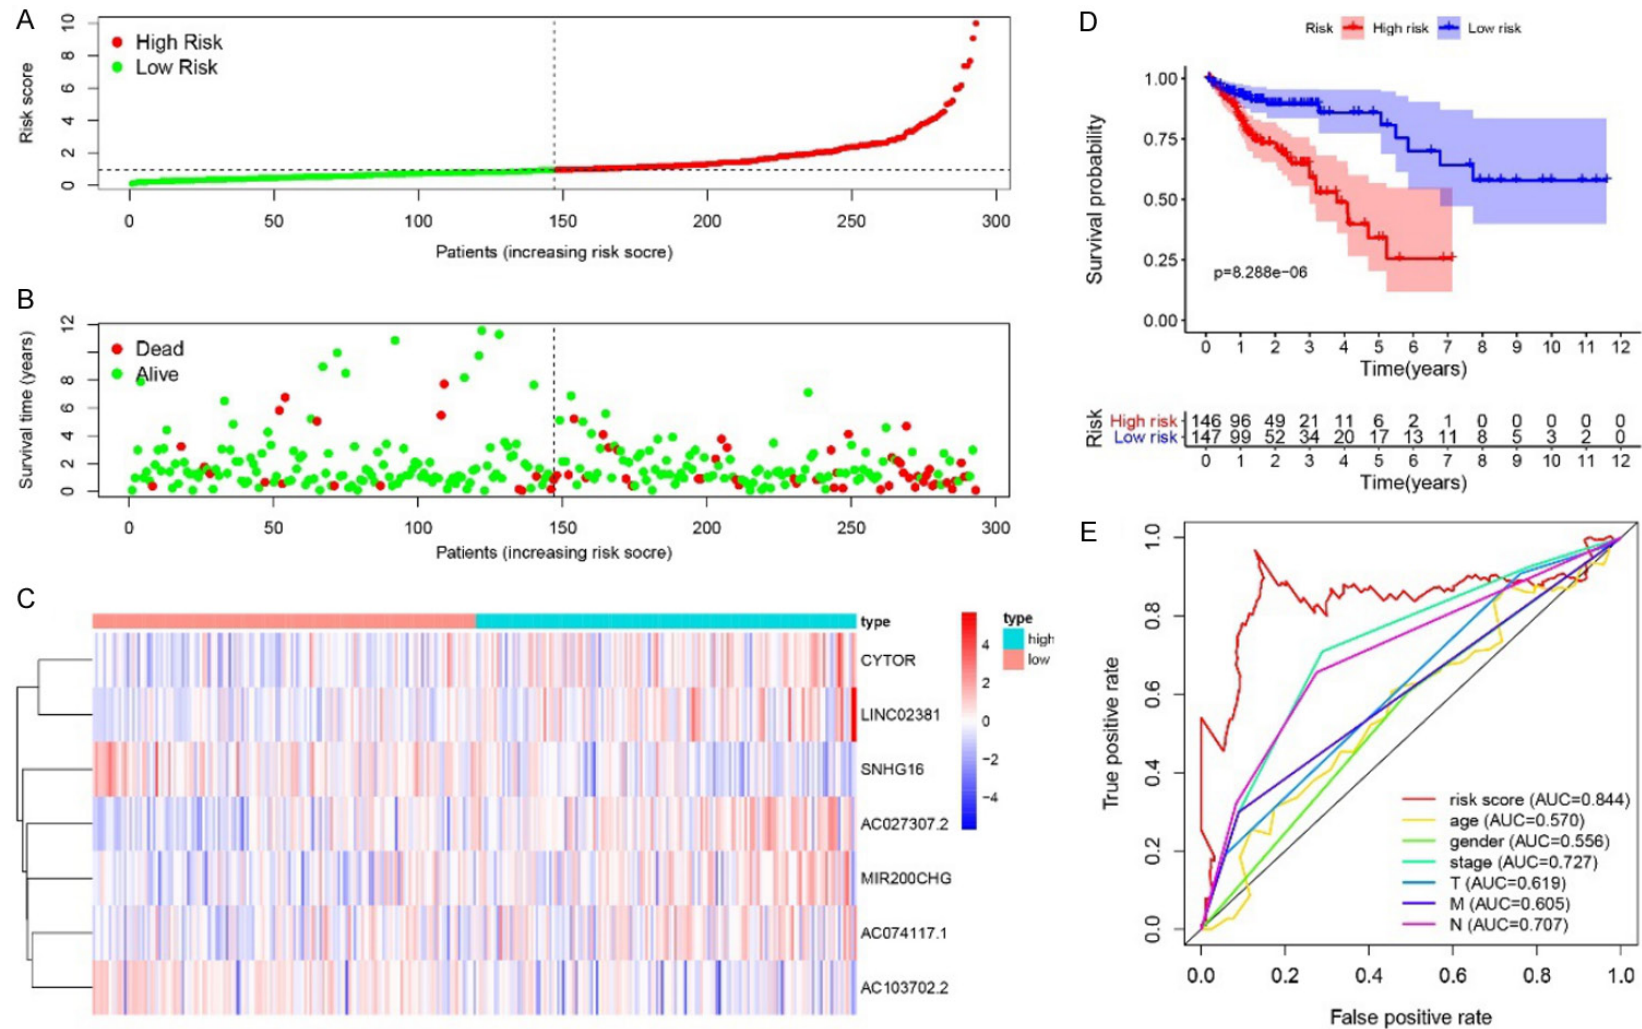 A
High Risk
Low Risk
Risk score
0 2 4 6 8 10
0 50 100 150 200 250 300
Patients (increasing risk socre)
B
Dead
Alive
Survival time (years)
0 2 4 6 8 12
0 50 100 150 200 250 300
Patients (increasing risk socre)
C
type
CYTOR
LINC02381
SNHG16
AC027307.2
MIR200CHG
AC074117.1
AC103702.2
4
2
0
−2
−4
type
high
low
D
Risk High risk Low risk
Survival probability
1.00
0.75
0.50
0.25
0.00
p=8.288e−06
0 1 2 3 4 5 6 7 8 9 10 11 12
Time(years)
Risk
High risk 146 96 49 21 11 6 2 1 0 0 0 0 0
Low risk 147 99 52 34 20 17 13 11 8 5 3 2 0
0 1 2 3 4 5 6 7 8 9 10 11 12
Time(years)
E
True positive rate
0.0 0.2 0.4 0.6 0.8 1.0
risk score (AUC=0.844)
age (AUC=0.570)
gender (AUC=0.556)
stage (AUC=0.727)
T (AUC=0.619)
M (AUC=0.605)
N (AUC=0.707)
0.0 0.2 0.4 0.6 0.8 1.0
False positive rate